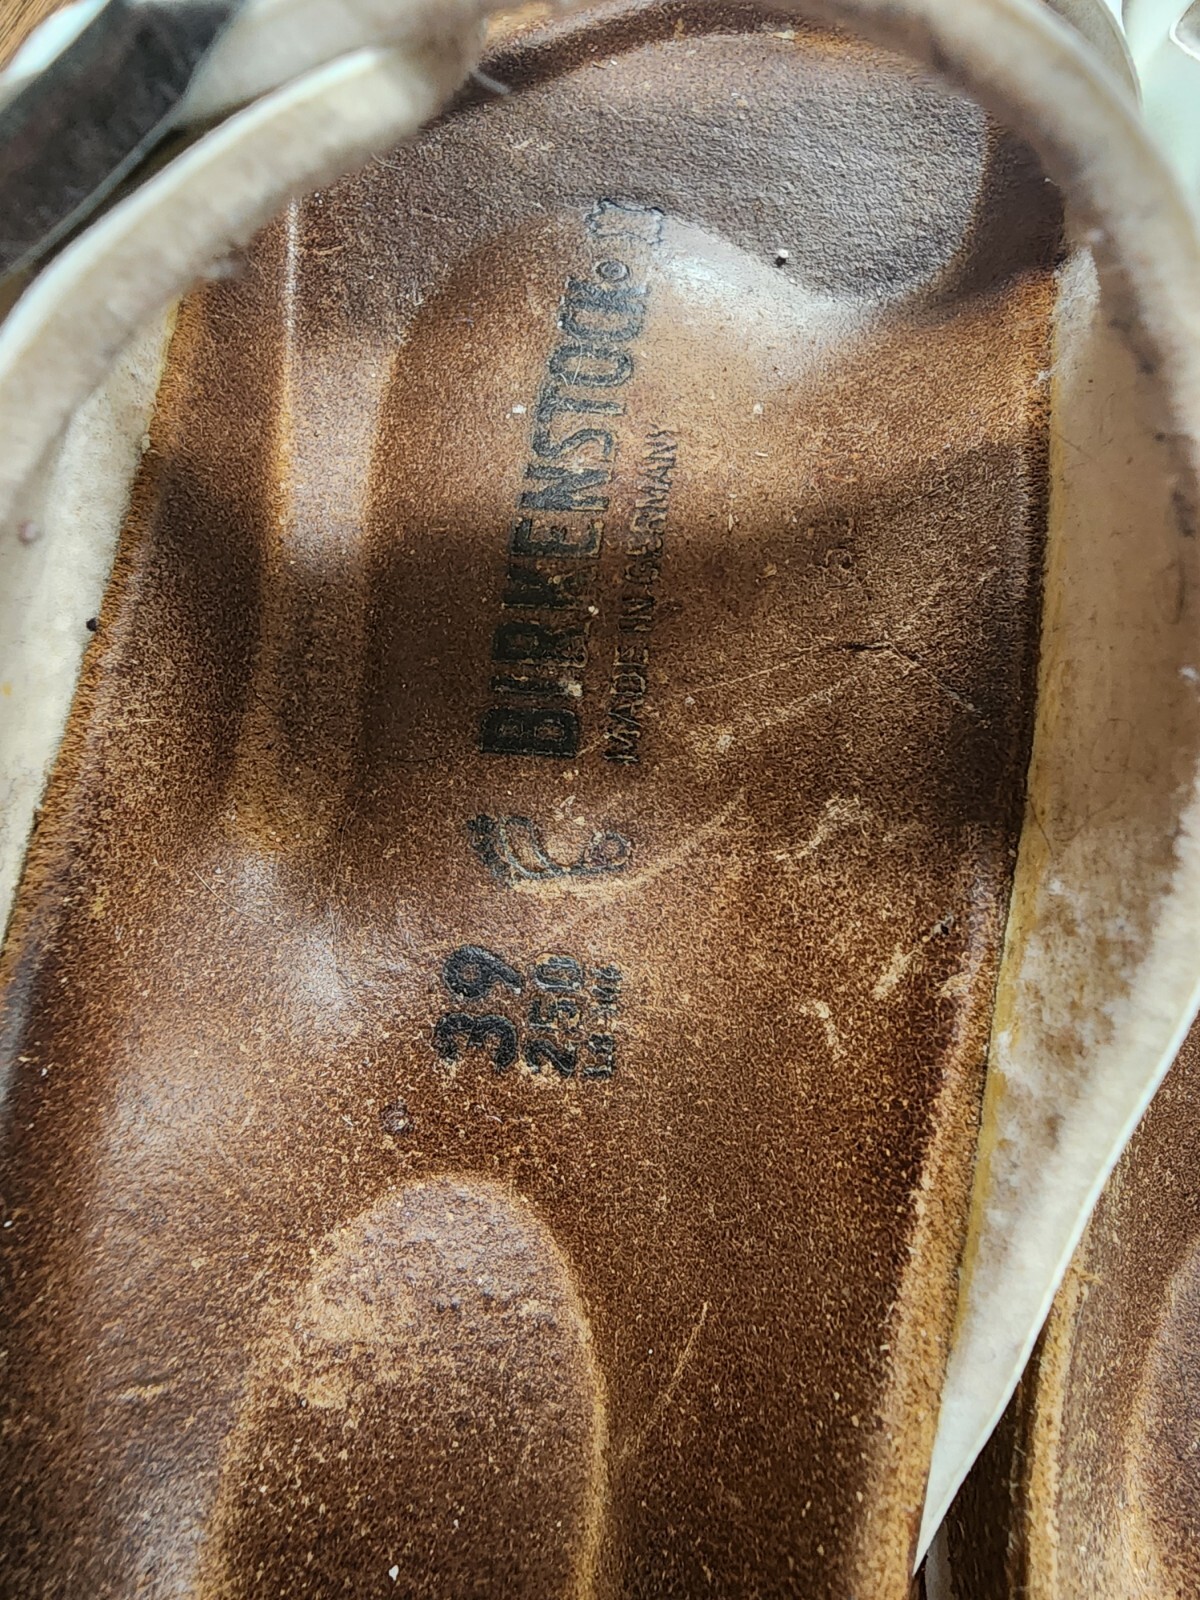 BIRKENSTOCK
MADE IN GERMANY
39
250